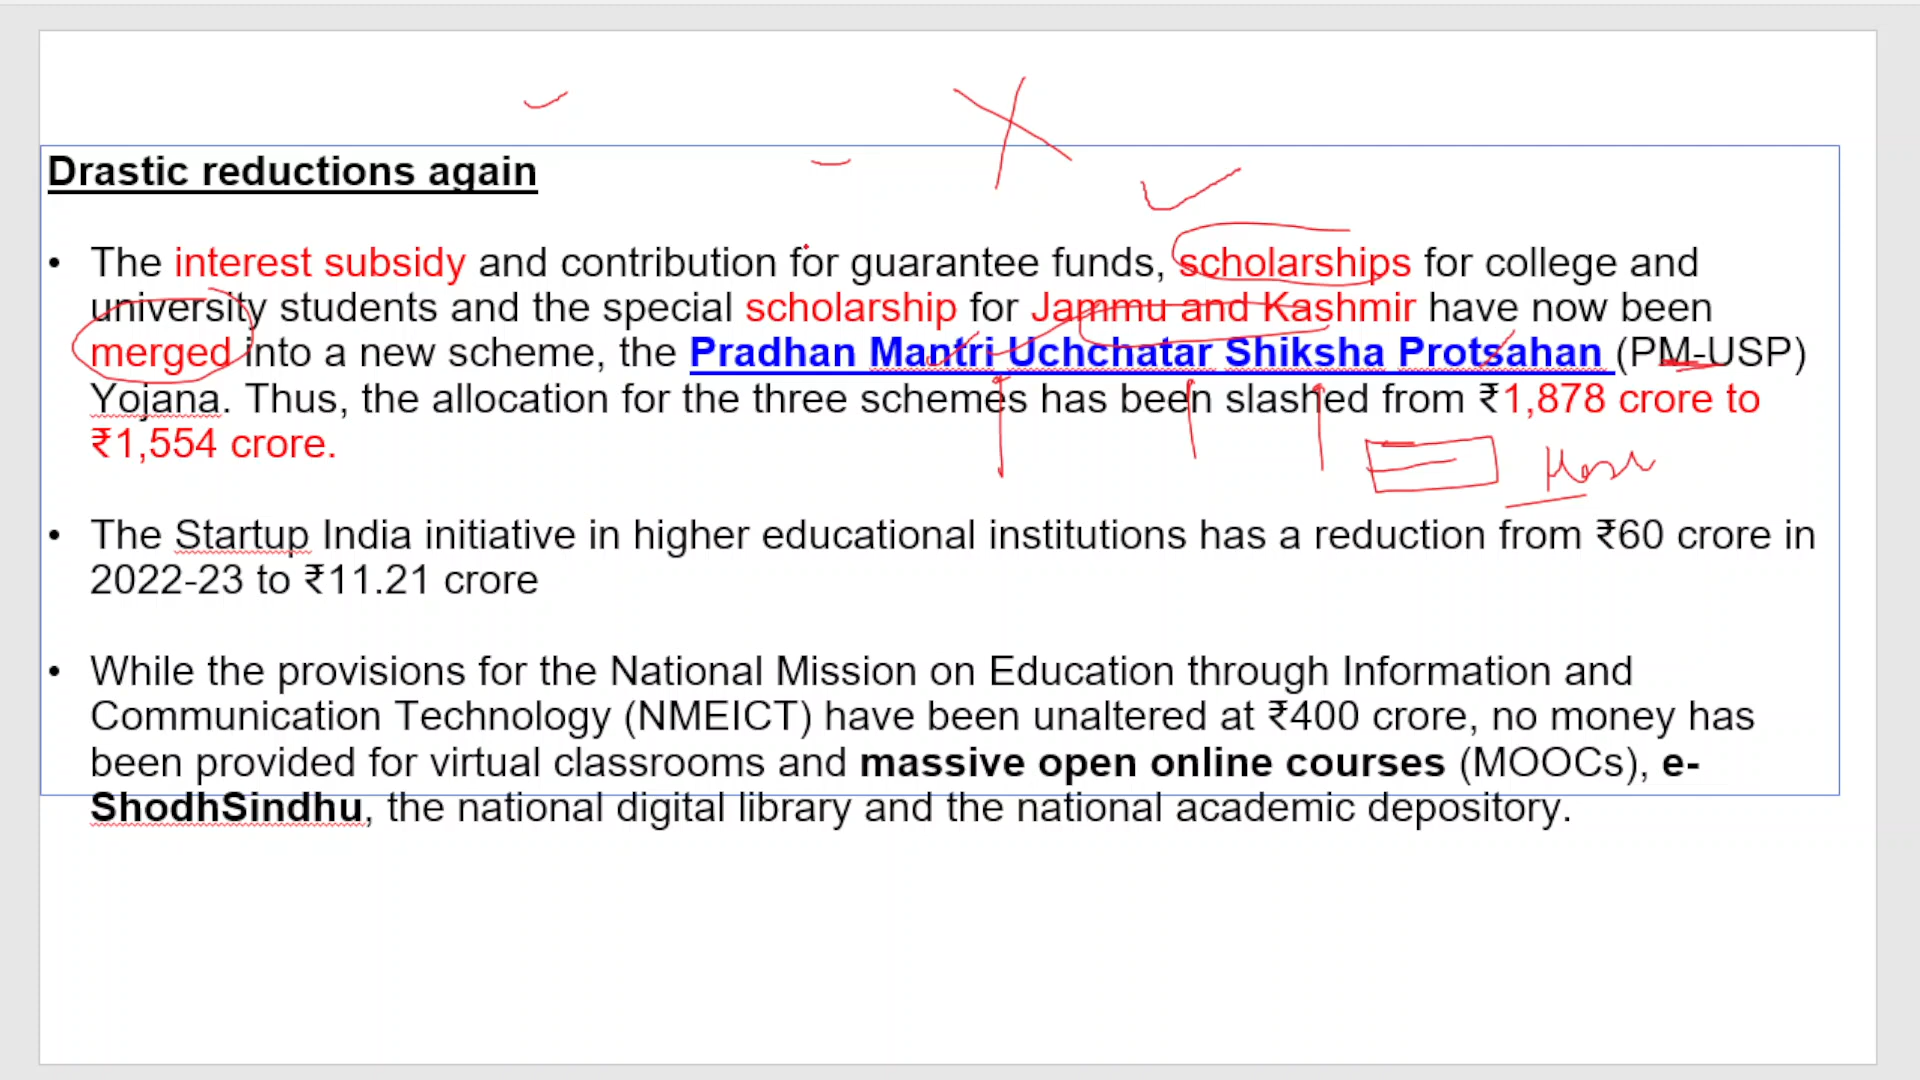 Drastic reductions again
• The interest subsidy and contribution for guarantee funds, scholarships for college and
university students and the special scholarship for Jammu and Kashmir have now been
merged into a new scheme, the Pradhan Mantri Uchchatar Shiksha Protsahan (PM-USP)
Yojana. Thus, the allocation for the three schemes has been slashed from ₹1,878 crore to
₹1,554 crore.
• The Startup India initiative in higher educational institutions has a reduction from ₹60 crore in
2022-23 to ₹11.21 crore
• While the provisions for the National Mission on Education through Information and
Communication Technology (NMEICT) have been unaltered at ₹400 crore, no money has
been provided for virtual classrooms and massive open online courses (MOOCs), e-
ShodhSindhu, the national digital library and the national academic depository.